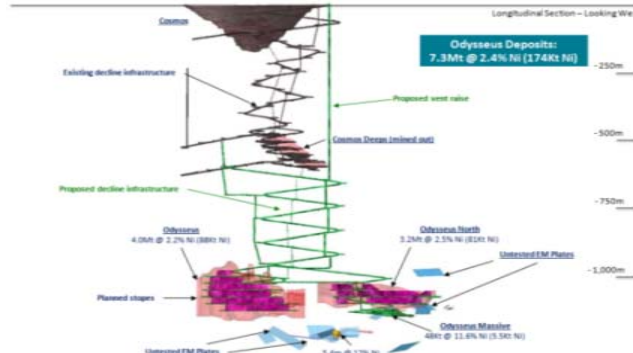 Longitudinal Section – Looking We
Cosmos
Odysseus Deposits:
7.3Mt @ 2.4% Ni (174Kt Ni)
-250m
Existing decline infrastructure
Proposed vent raise
-500m
Cosmos Deeps (mined out)
Proposed decline infrastructure
-750m
Odysseus
4.0Mt @ 2.2% Ni (88Kt Ni)
Odysseus North
3.2Mt @ 2.5% Ni (81Kt Ni)
Untested EM Plates
-1,000m
Planned stopes
Odysseus Massive
48Kt @ 11.6% Ni (5.5Kt Ni)
Untested EM Plates